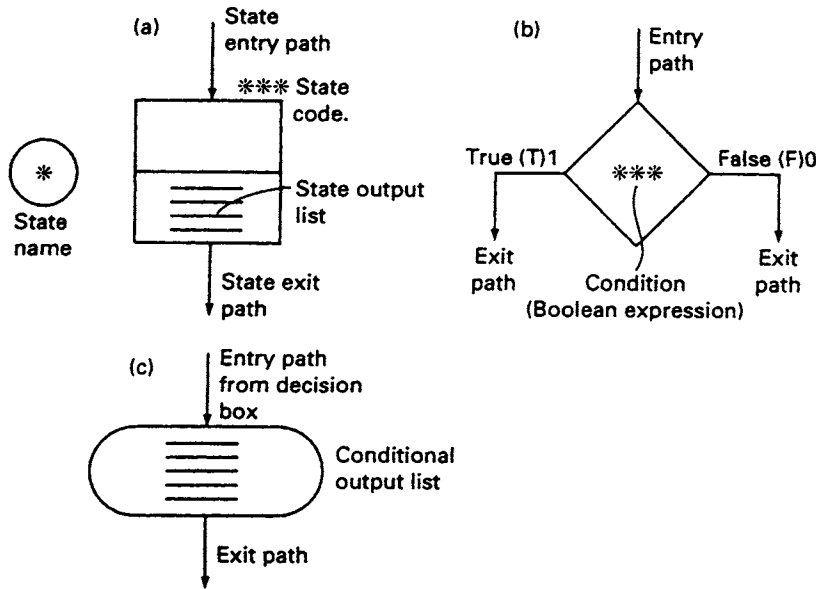 (a)
State
entry path
*** State
code.
*
State
name
State output
list
State exit
path
(b)
Entry
path
True (T)1
***
False (F)0
Exit
path
Condition
(Boolean expression)
Exit
path
(c)
Entry path
from decision
box
Conditional
output list
Exit path